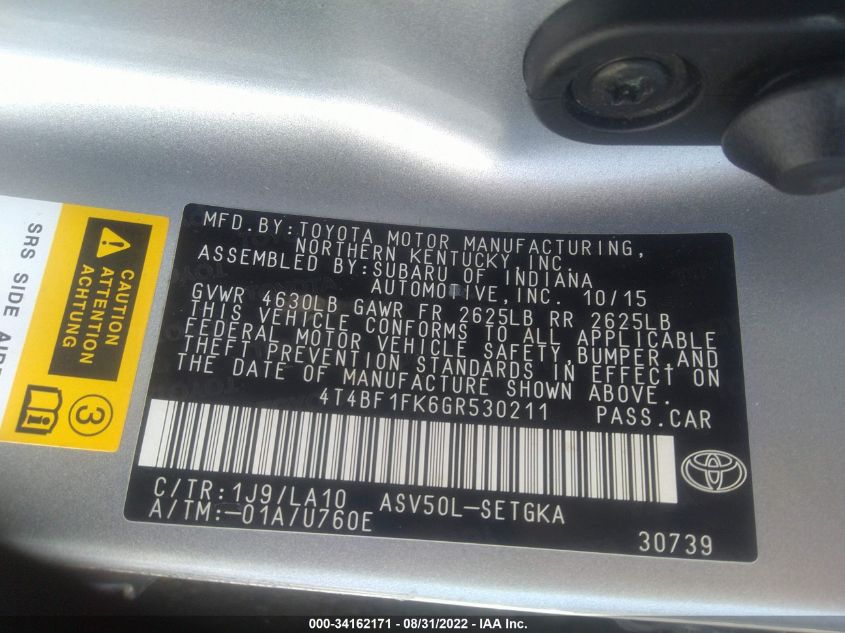 MFD.BY:TOYOTA MOTOR MANUFACTURING,
NORTHERN KENTUCKY, INC.
ASSEMBLED BY:SUBARU OF INDIANA
AUTOMOTIVE,INC. 10/15
GVWR 4630LB GAWR FR 2625LB RR 2625LB
THIS VEHICLE CONFORMS TO ALL APPLICABLE
FEDERAL MOTOR VEHICLE SAFETY,BUMPER,AND
THEFT PREVENTION STANDARDS IN EFFECT ON
THE DATE OF MANUFACTURE SHOWN ABOVE.
4T4BF1FK6GR530211 PASS.CAR
C/TR:1J9/LA10 ASV50L-SETGKA
A/TM:-01A/U760E
30739
CAUTION
ATTENTION
CUIDADO
3
SRS SIDE
000-34162171 - 08/31/2022 - IAA Inc.